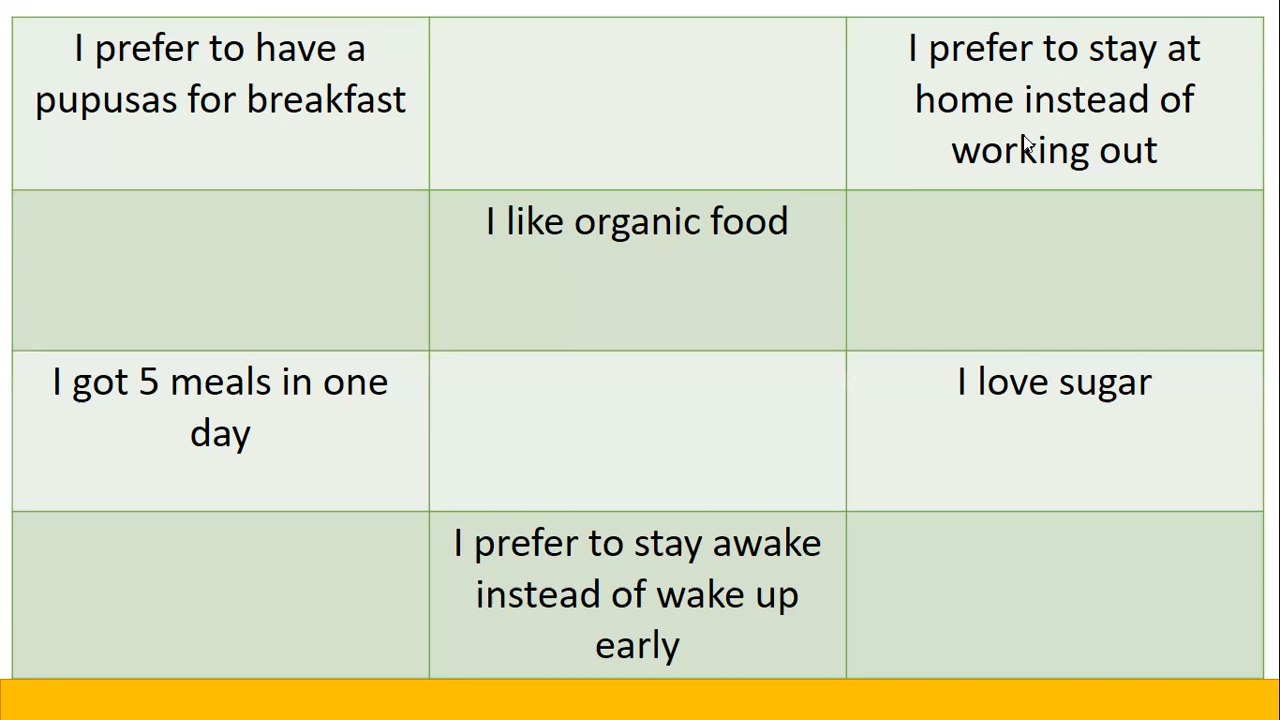 I prefer to have a
pupusas for breakfast
I prefer to stay at
home instead of
working out
I like organic food
I got 5 meals in one
day
I love sugar
I prefer to stay awake
instead of wake up
early